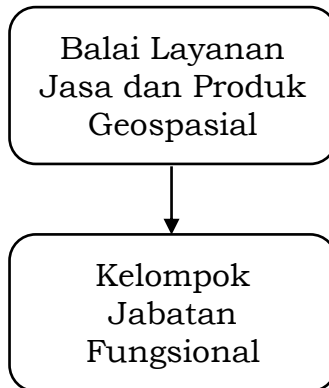 Balai Layanan
Jasa dan Produk
Geospasial
Kelompok
Jabatan
Fungsional